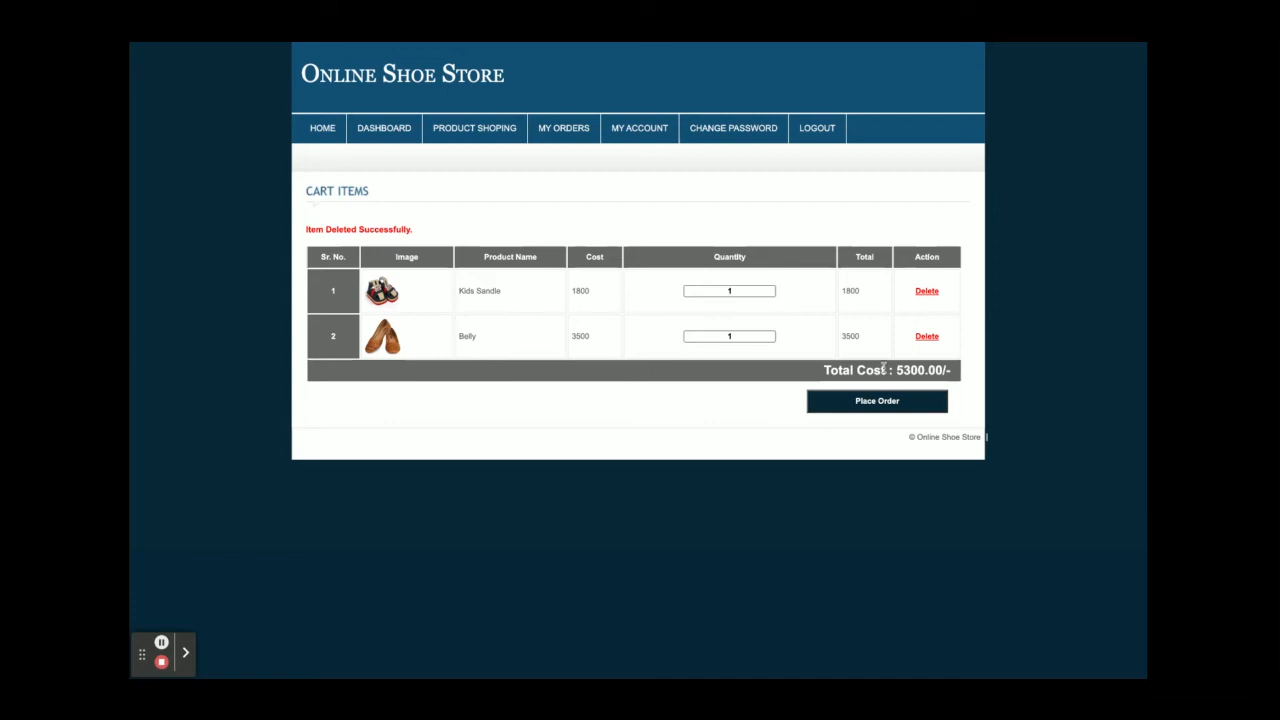 ONLINE SHOE STORE
HOME DASHBOARD PRODUCT SHOPING MY ORDERS MY ACCOUNT CHANGE PASSWORD LOGOUT
CART ITEMS
Item Deleted Successfully.
Sr. No. Image Product Name Cost Quantity Total Action
1 Kids Sandle 1800 1 1800 Delete
2 Belly 3500 1 3500 Delete
Total Cost : 5300.00/-
Place Order
© Online Shoe Store |